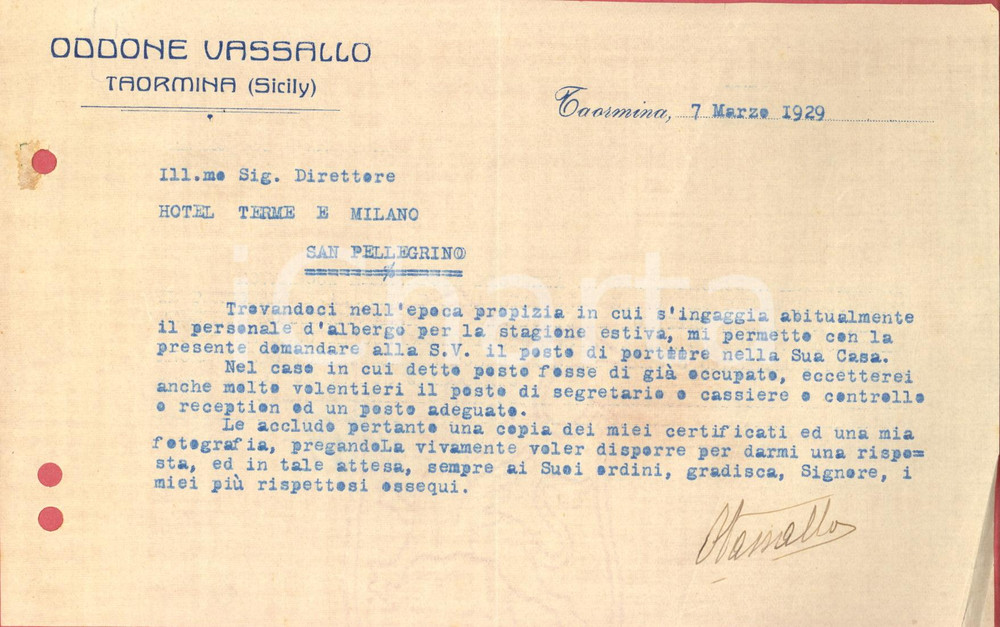 ODDONE VASSALLO
TAORMINA (Sicily)
Taormina, 7 Marzo 1929
Ill.mo Sig. Direttore
HOTEL TERME E MILANO
SAN PELLEGRINO
Trovandoci nell'epoca propizia in cui s'ingaggia abitualmente
il personale d'albergo per la stagione estiva, mi permetto con la
presente domandare alla S.V. il posto di portiere nella Sua Casa.
Nel caso in cui detto posto fosse di già occupato, eccetterei
anche molto volentieri il posto di segretario o cassiere o controllo
o reception od un posto adeguato.
Le accludo pertanto una copia dei miei certificati ed una mia
fotografia, pregandoLa vivamente voler disporre per darmi una rispo=
sta, ed in tale attesa, sempre ai Suoi ordini, gradisca, Signore, i
miei più rispettosi ossequi.
OVassallo
iCharta